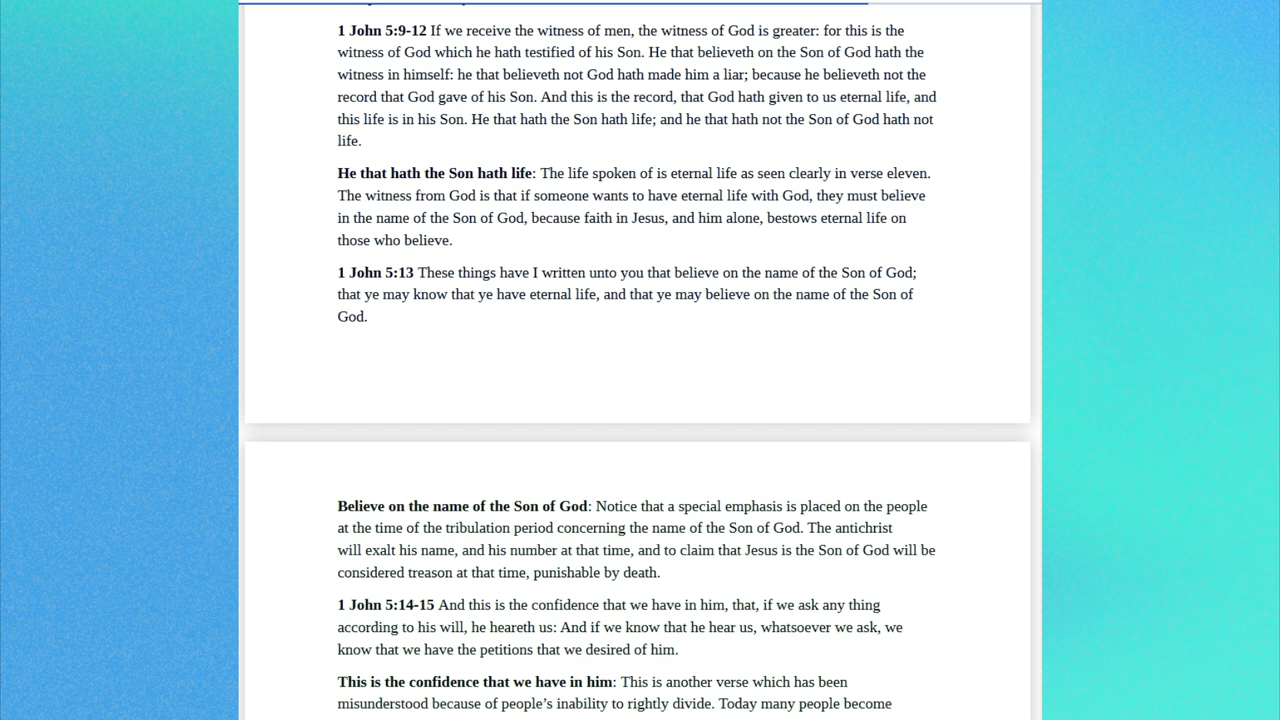 1 John 5:9-12 If we receive the witness of men, the witness of God is greater: for this is the
witness of God which he hath testified of his Son. He that believeth on the Son of God hath the
witness in himself: he that believeth not God hath made him a liar; because he believeth not the
record that God gave of his Son. And this is the record, that God hath given to us eternal life, and
this life is in his Son. He that hath the Son hath life; and he that hath not the Son of God hath not
life.
He that hath the Son hath life: The life spoken of is eternal life as seen clearly in verse eleven.
The witness from God is that if someone wants to have eternal life with God, they must believe
in the name of the Son of God, because faith in Jesus, and him alone, bestows eternal life on
those who believe.
1 John 5:13 These things have I written unto you that believe on the name of the Son of God;
that ye may know that ye have eternal life, and that ye may believe on the name of the Son of
God.
Believe on the name of the Son of God: Notice that a special emphasis is placed on the people
at the time of the tribulation period concerning the name of the Son of God. The antichrist
will exalt his name, and his number at that time, and to claim that Jesus is the Son of God will be
considered treason at that time, punishable by death.
1 John 5:14-15 And this is the confidence that we have in him, that, if we ask any thing
according to his will, he heareth us: And if we know that he hear us, whatsoever we ask, we
know that we have the petitions that we desired of him.
This is the confidence that we have in him: This is another verse which has been
misunderstood because of people’s inability to rightly divide. Today many people become